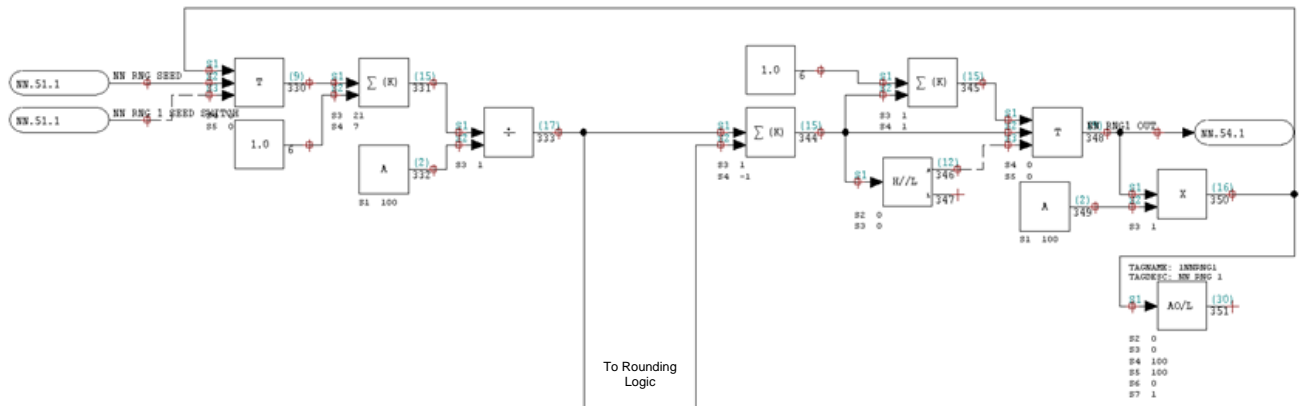 NN.51.1
NN RNG SEED
NN.51.1
NN RNG 1 SEED SWITCH
S1
S2
S3
T
(9)
330
S5 0
1.0
6
S1
S2
Σ (K)
(15)
331
S3 21
S4 7
A
(2)
332
S1 100
S1
S2
÷
(17)
333
S3 1
S1
S2
Σ (K)
(15)
344
S3 1
S4 -1
1.0
6
S1
S2
Σ (K)
(15)
345
S3 1
S4 1
S1
H//L
(12)
346
347
S2 0
S3 0
S1
S2
S3
T
348
S4 0
S5 0
NN RNG1 OUT
NN.54.1
A
(2)
349
S1 100
S1
S2
X
(16)
350
S3 1
TAGNAME: 1NNRNG1
TAGDESC: NN RNG 1
S1
AO/L
(30)
351
S2 0
S3 0
S4 100
S5 100
S6 0
S7 1
To Rounding
Logic